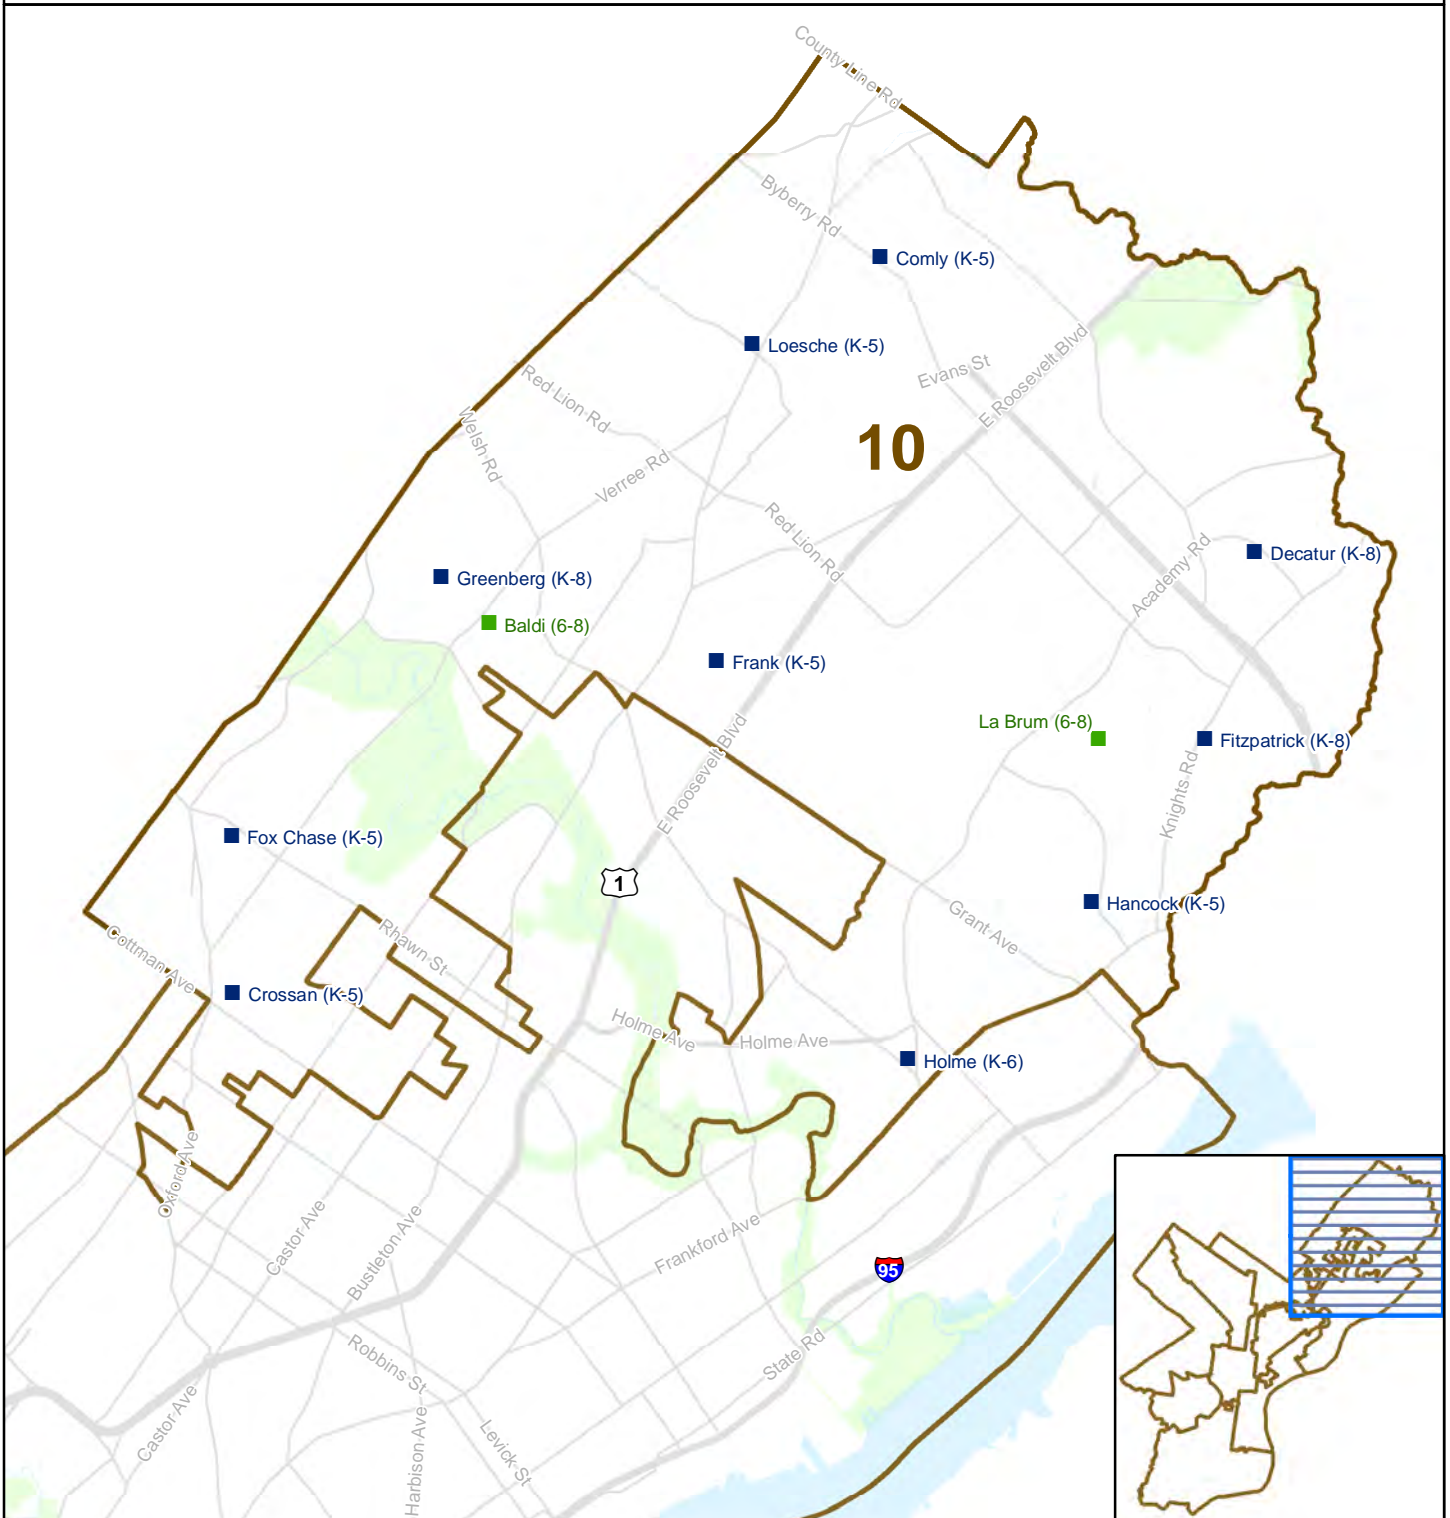 County Line Rd
Byberry Rd
Comly (K-5)
Loesche (K-5)
Evans St
E Roosevelt Blvd
Red Lion Rd
Welsh Rd
10
Verree Rd
Red Lion Rd
Academy Rd
Decatur (K-8)
Greenberg (K-8)
Baldi (6-8)
Frank (K-5)
La Brum (6-8)
Fitzpatrick (K-8)
E Roosevelt Blvd
Knights Rd
Fox Chase (K-5)
1
Hancock (K-5)
Grant Ave
Rhawn St
Cottman Ave
Crossan (K-5)
Holme Ave
Holme Ave
Holme (K-6)
Oxford Ave
Castor Ave
Bustleton Ave
Frankford Ave
95
State Rd
Robbins St
Castor Ave
Harbison Ave
Levick St